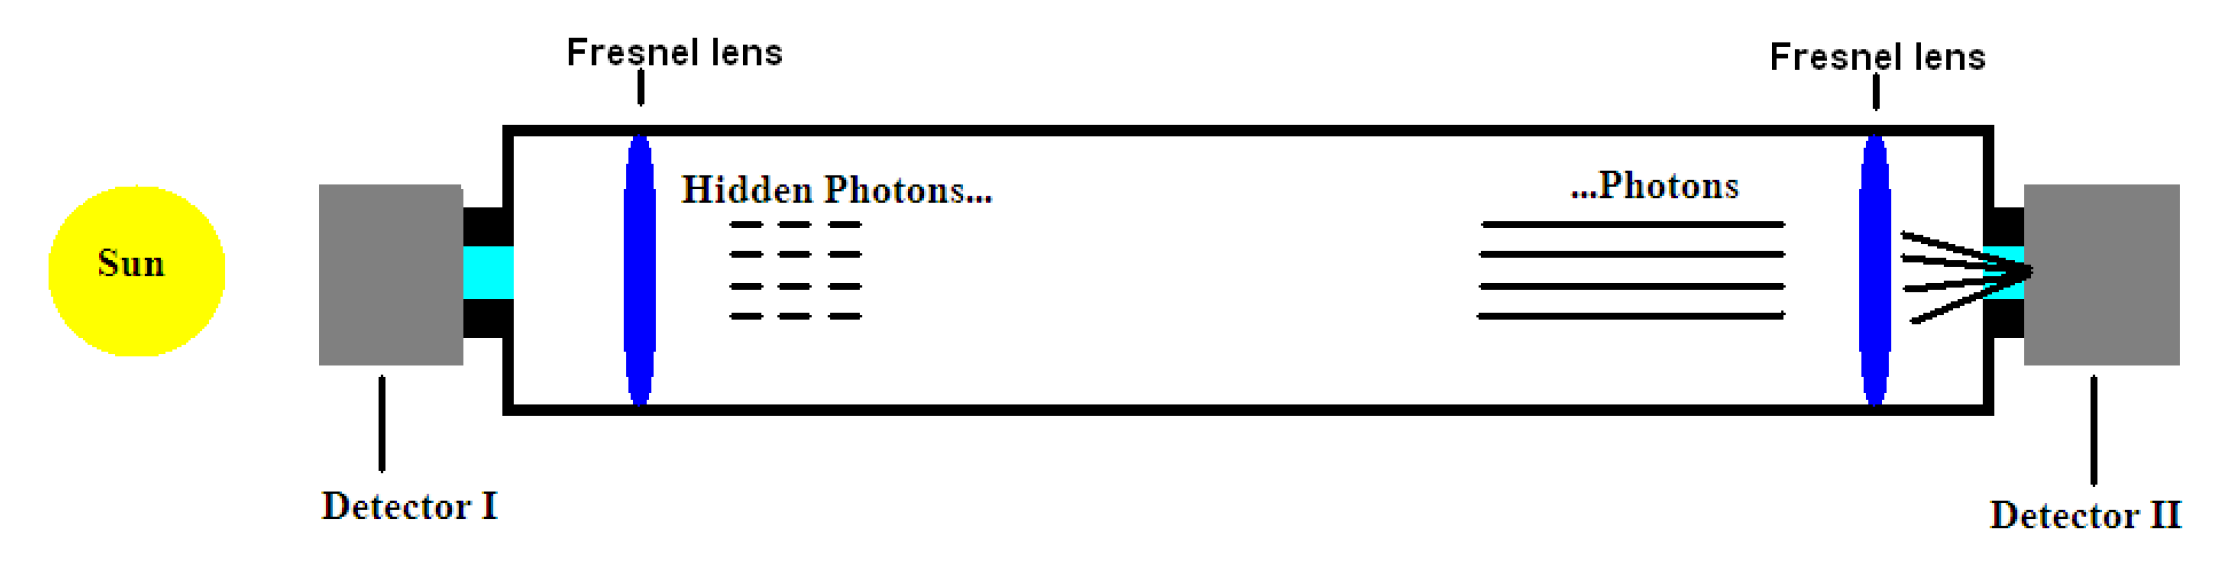 Fresnel lens
Fresnel lens
Hidden Photons...
...Photons
Sun
Detector I
Detector II